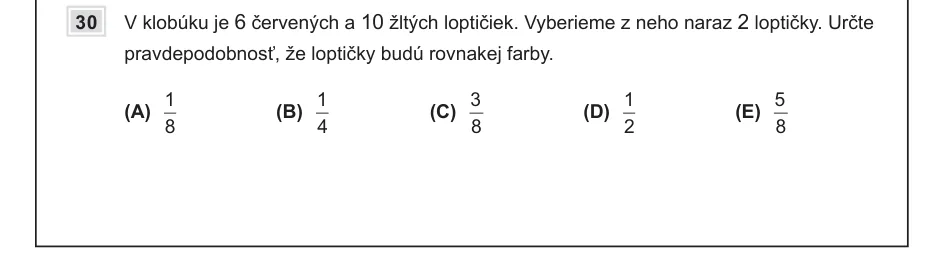 30 V klobúku je 6 červených a 10 žltých loptičiek. Vyberieme z neho naraz 2 loptičky. Určte
pravdepodobnosť, že loptičky budú rovnakej farby.
(A) 1/8 (B) 1/4 (C) 3/8 (D) 1/2 (E) 5/8